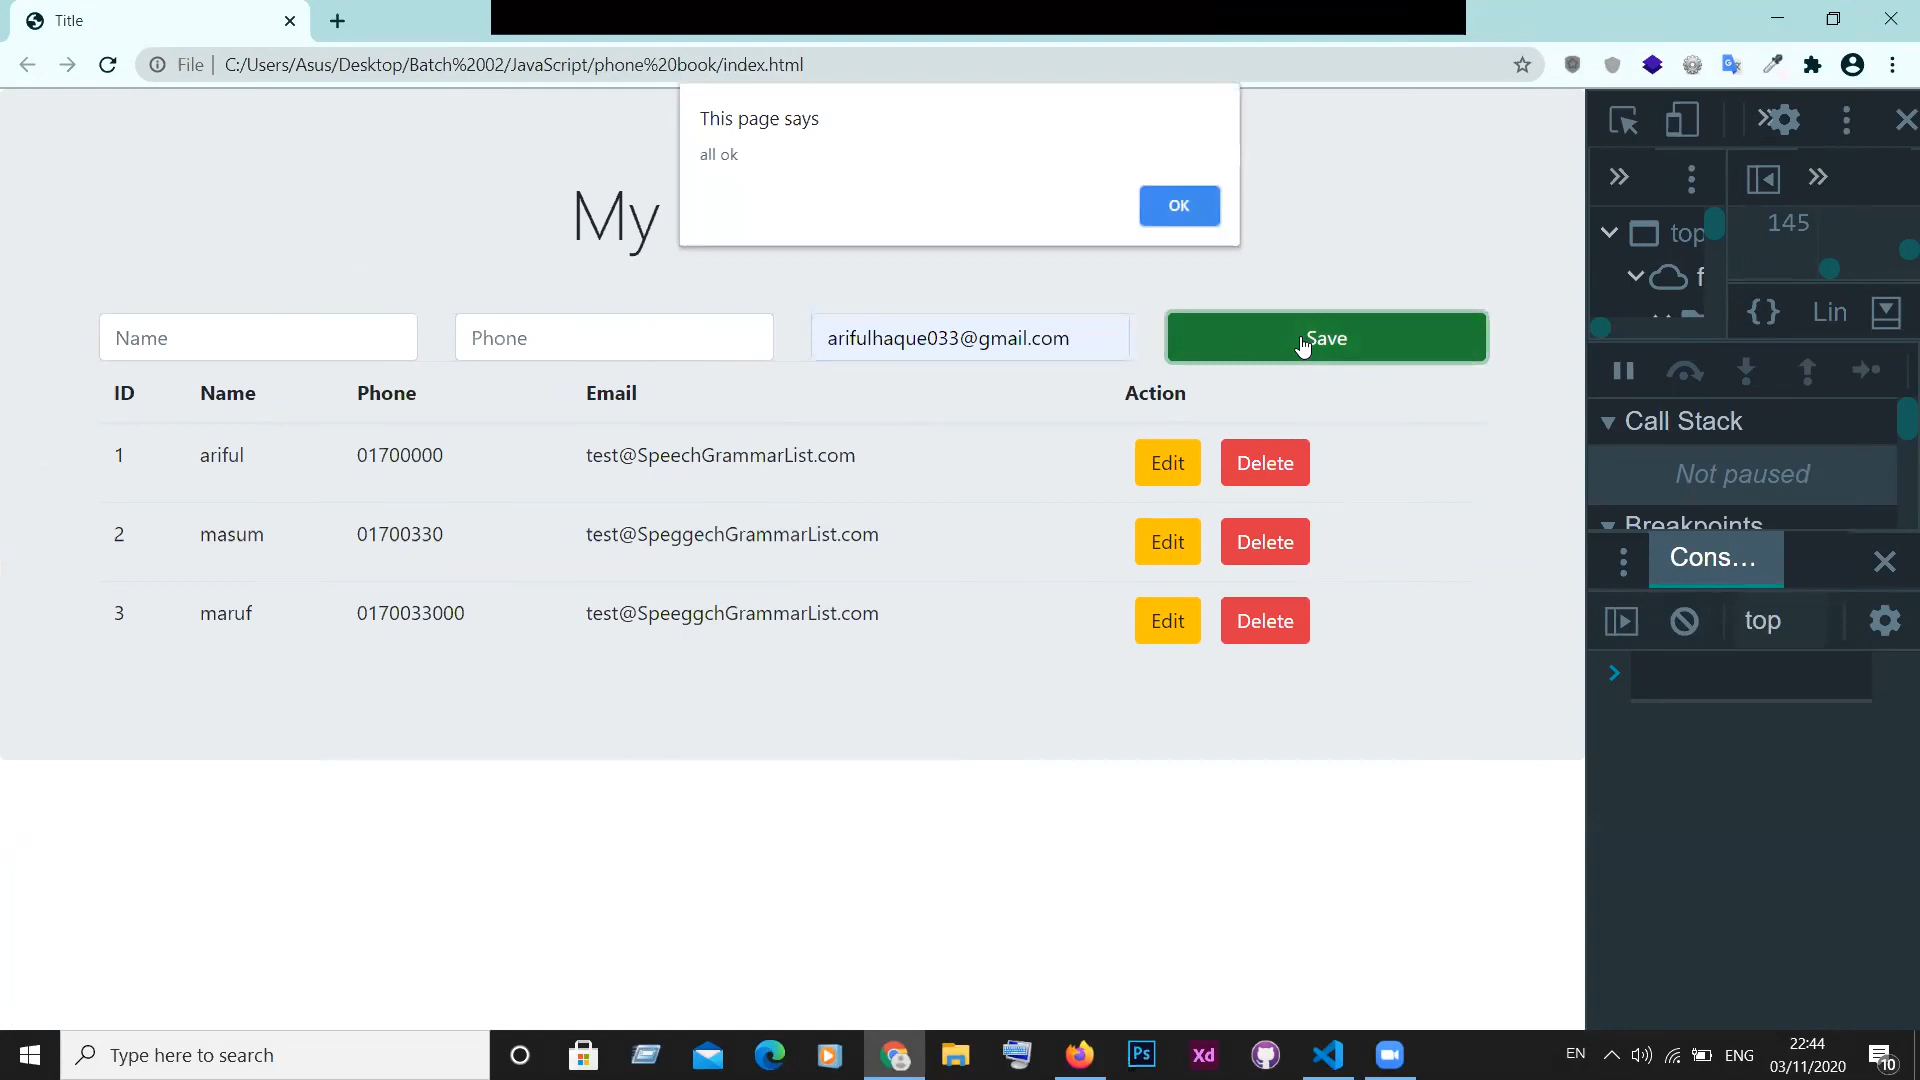 Title
File
C:/Users/Asus/Desktop/Batch%2002/JavaScript/phone%20book/index.html
This page says
all ok
OK
My
Name
Phone
arifulhaque033@gmail.com
Save
ID Name Phone Email Action
1 ariful 01700000 test@SpeechGrammarList.com Edit Delete
2 masum 01700330 test@SpeggechGrammarList.com Edit Delete
3 maruf 0170033000 test@SpeeggchGrammarList.com Edit Delete
145
top
f
{} Lin
Call Stack
Not paused
Breakpoints
Cons...
top
Type here to search
Ps
Xd
EN
ENG
22:44
03/11/2020
10